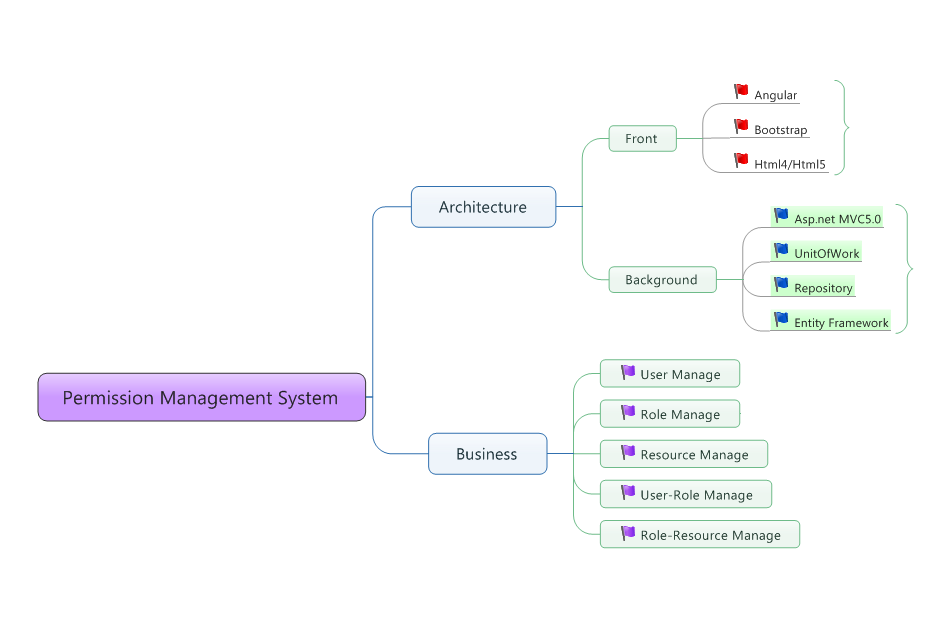 Permission Management System
Architecture
Front
Angular
Bootstrap
Html4/Html5
Background
Asp.net MVC5.0
UnitOfWork
Repository
Entity Framework
Business
User Manage
Role Manage
Resource Manage
User-Role Manage
Role-Resource Manage